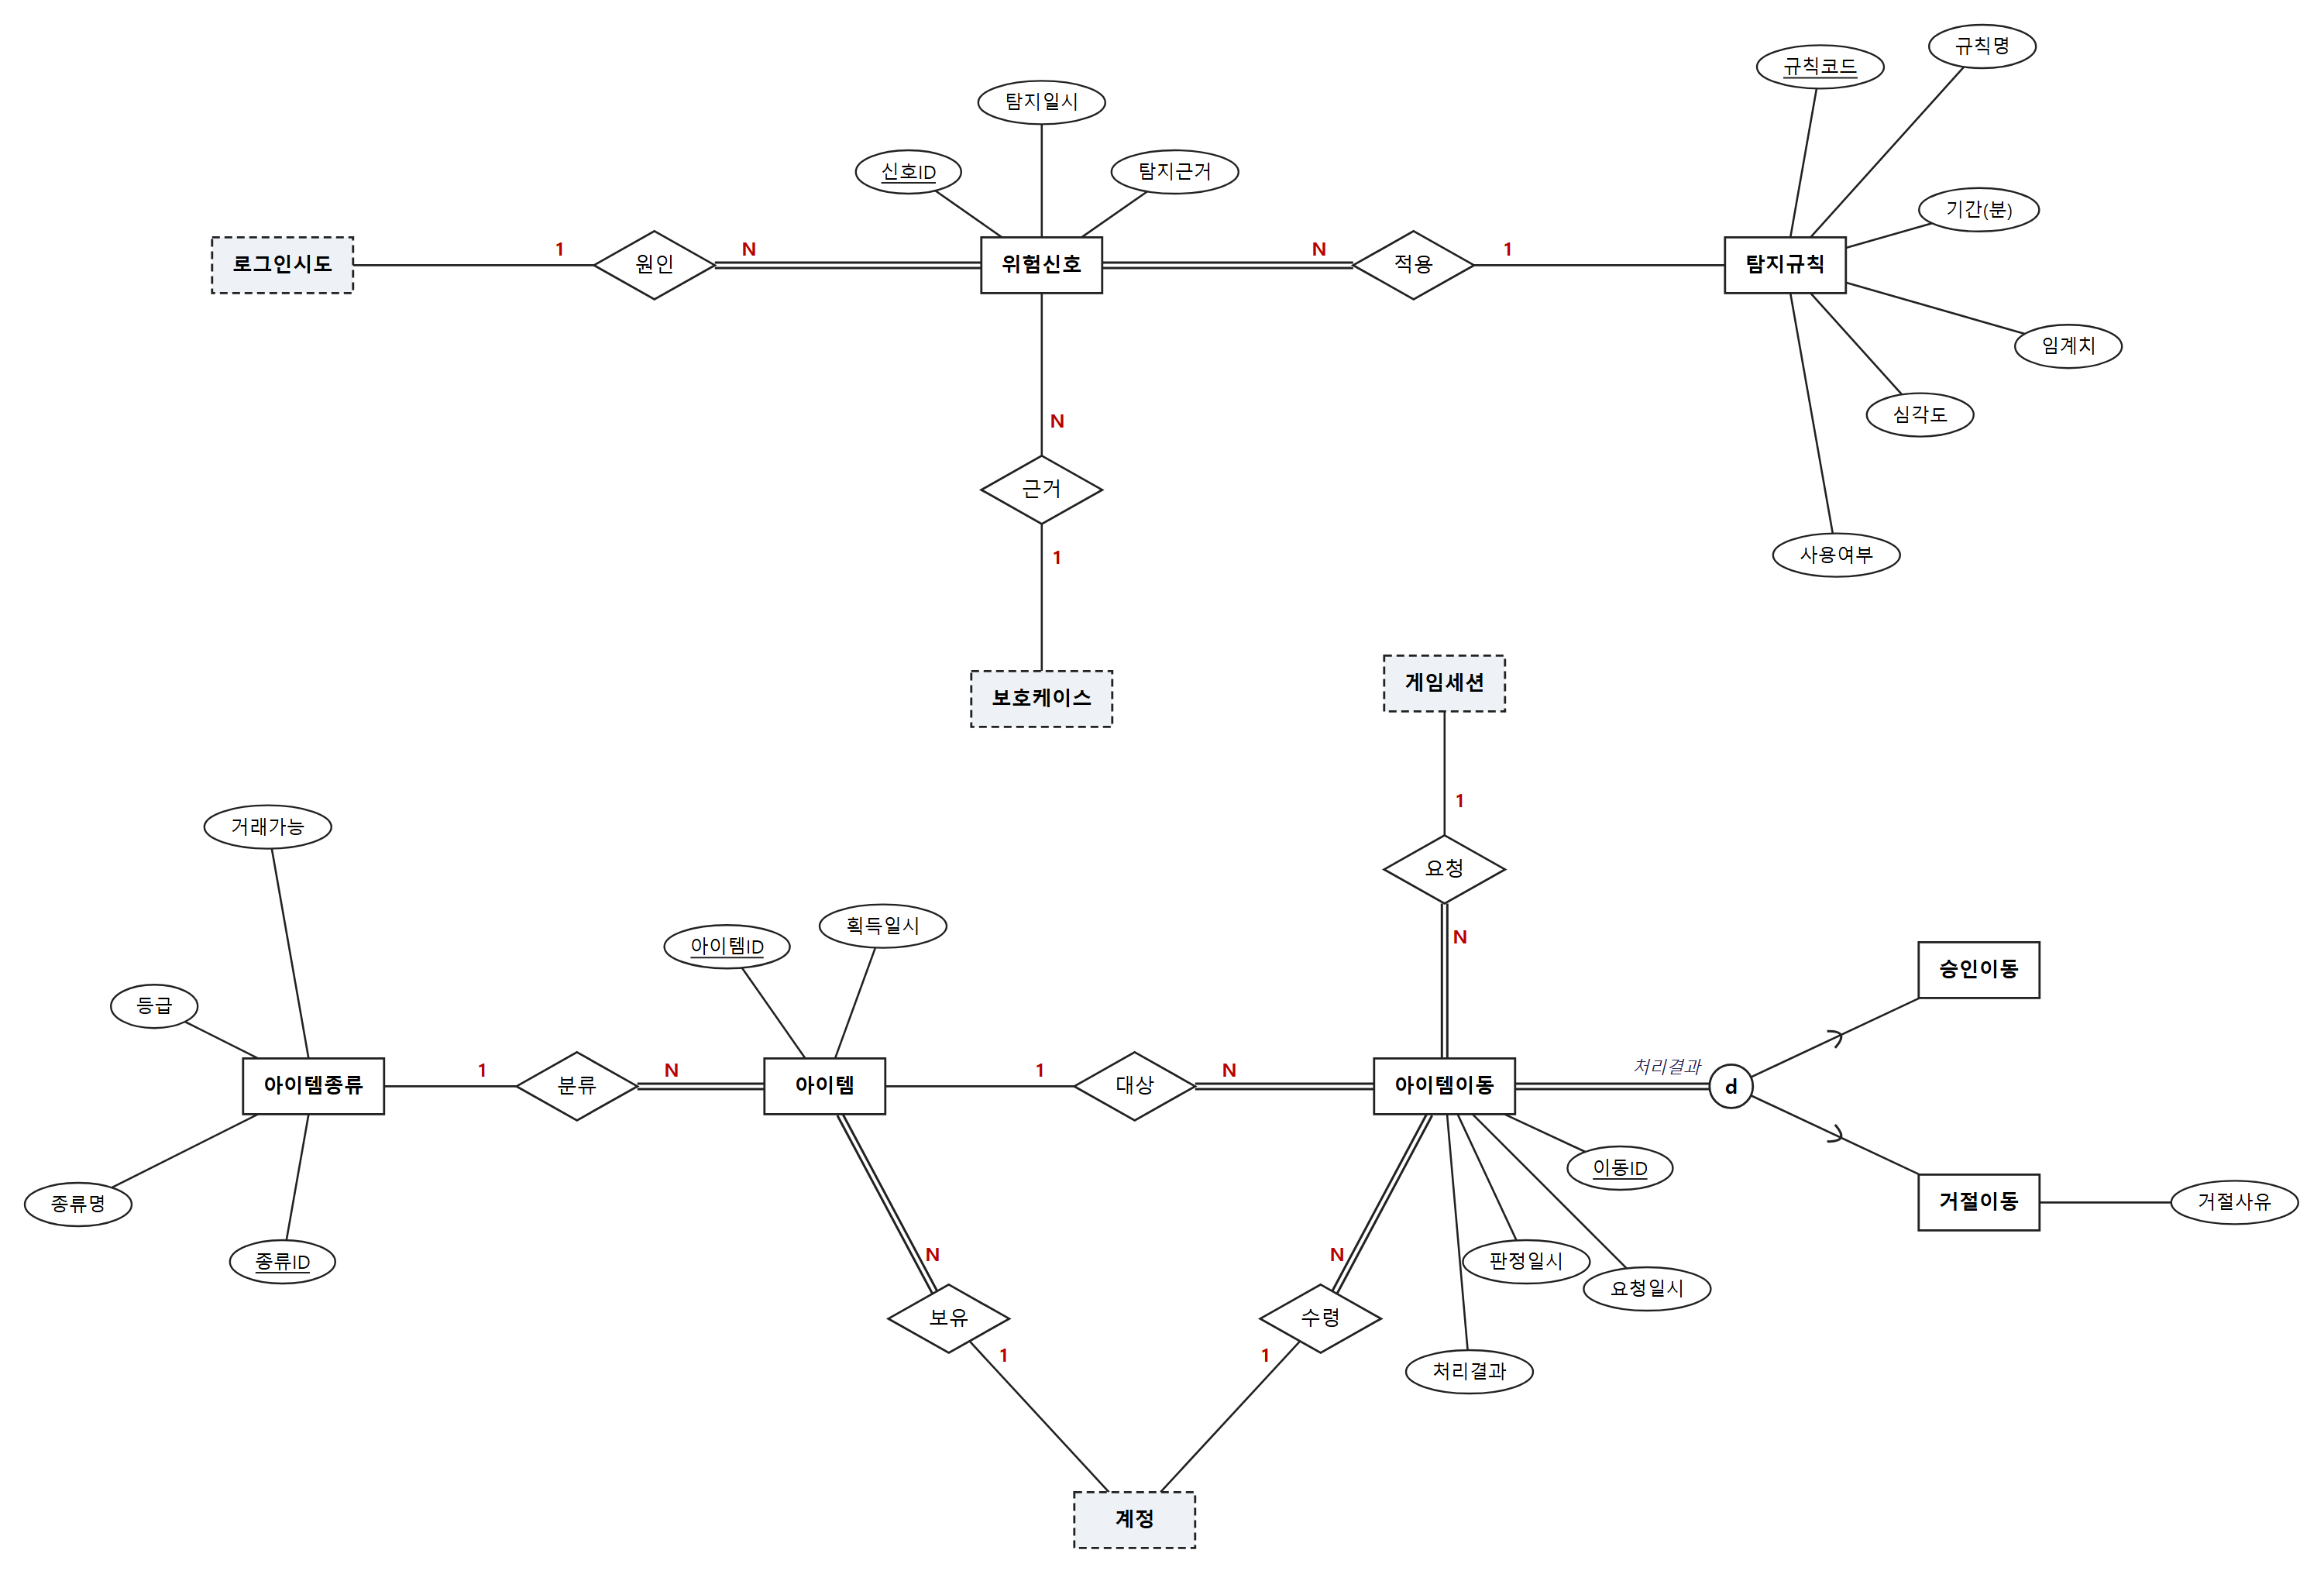 규칙명
규칙코드
탐지일시
신호ID
탐지근거
기간(분)
1
N
N
1
로그인시도
원인
위험신호
적용
탐지규칙
임계치
심각도
N
근거
1
사용여부
보호케이스
게임세션
1
거래가능
요청
아이템ID
획득일시
N
승인이동
등급
1
N
1
N
처리결과
아이템종류
분류
아이템
대상
아이템이동
d
이동ID
종류명
거절이동
거절사유
종류ID
N
N
판정일시
요청일시
보유
수령
1
1
처리결과
계정